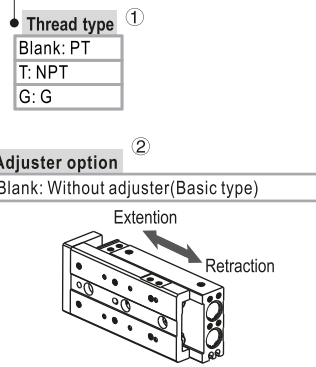 Thread type ①
Blank: PT
T: NPT
G: G
Adjuster option ②
Blank: Without adjuster(Basic type)
Extention
Retraction